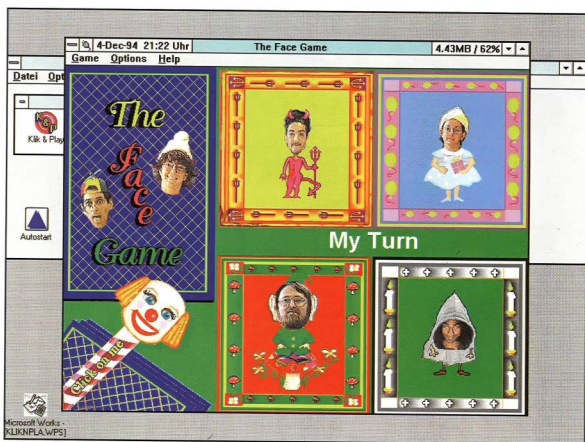 4-Dec-94 21:22 Uhr
The Face Game
4.43MB / 62%
Game Options Help
Datei Opt
Klik & Play
The
Face
Game
My Turn
Autostart
Click on me
Microsoft Works -
[KLIKNPLA.WPS]